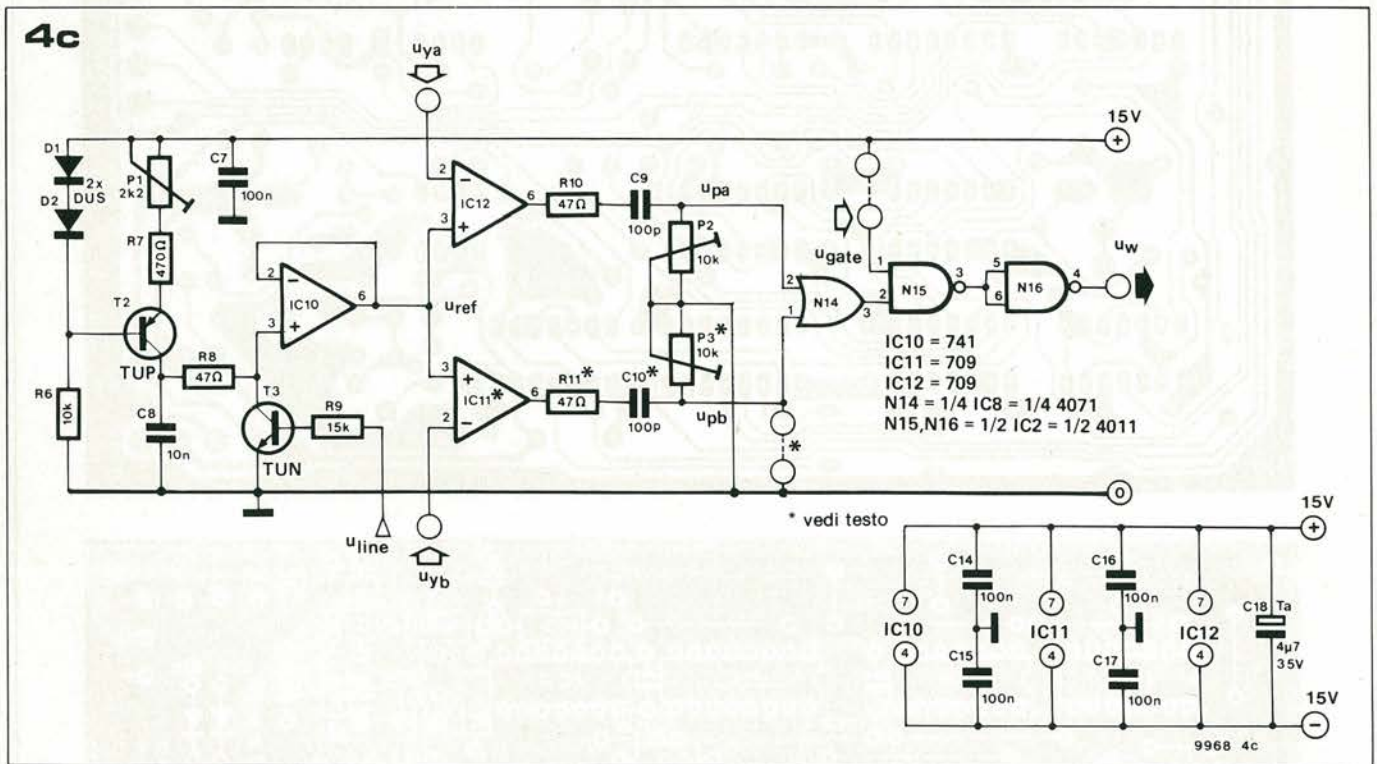 4c
uya
15V
+
D1
2x
DUS
D2
P1
2k2
C7
100n
R7
470Ω
T2
TUP
R6
10k
C8
10n
R8
47Ω
T3
TUN
R9
15k
uline
2
3
6
IC10
uref
2
3
6
IC12
3
2
6
IC11*
uyb
R10
47Ω
C9
100p
upa
P2
10k
P3*
10k
R11*
47Ω
C10*
100p
upb
*
2
1
3
N14
ugate
1
2
3
N15
5
6
4
N16
uw
IC10 = 741
IC11 = 709
IC12 = 709
N14 = 1/4 IC8 = 1/4 4071
N15,N16 = 1/2 IC2 = 1/2 4011
0
* vedi testo
15V
+
7
IC10
4
C14
100n
C15
100n
7
IC11
4
C16
100n
C17
100n
7
IC12
4
C18 Ta
4µ7
35V
15V
−
9968 4c